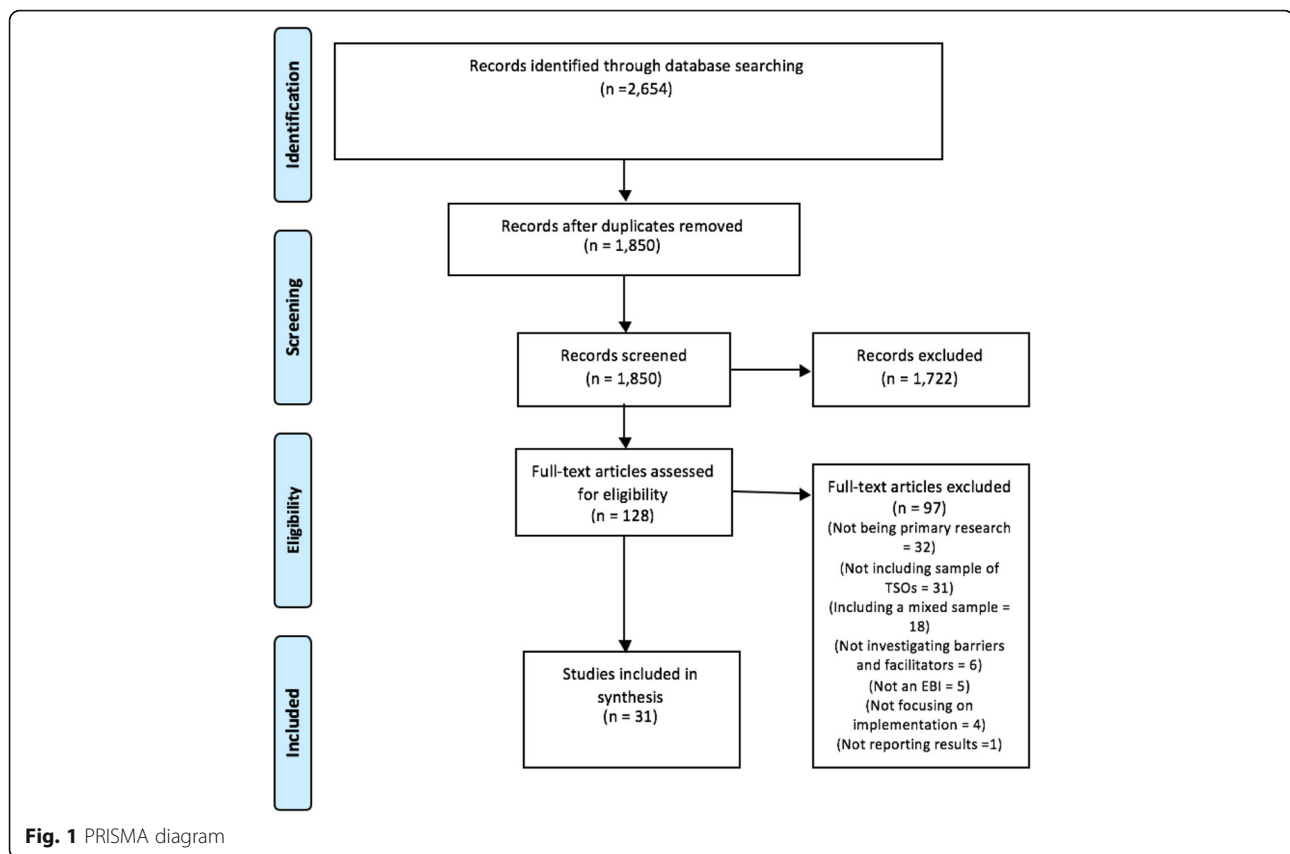 Identification
Records identified through database searching
(n =2,654)
Records after duplicates removed
(n = 1,850)
Screening
Records screened
(n = 1,850)
Records excluded
(n = 1,722)
Eligibility
Full-text articles assessed
for eligibility
(n = 128)
Full-text articles excluded
(n = 97)
(Not being primary research
= 32)
(Not including sample of
TSOs = 31)
(Including a mixed sample =
18)
(Not investigating barriers
and facilitators = 6)
(Not an EBI = 5)
(Not focusing on
implementation = 4)
(Not reporting results =1)
Included
Studies included in
synthesis
(n = 31)
Fig. 1 PRISMA diagram